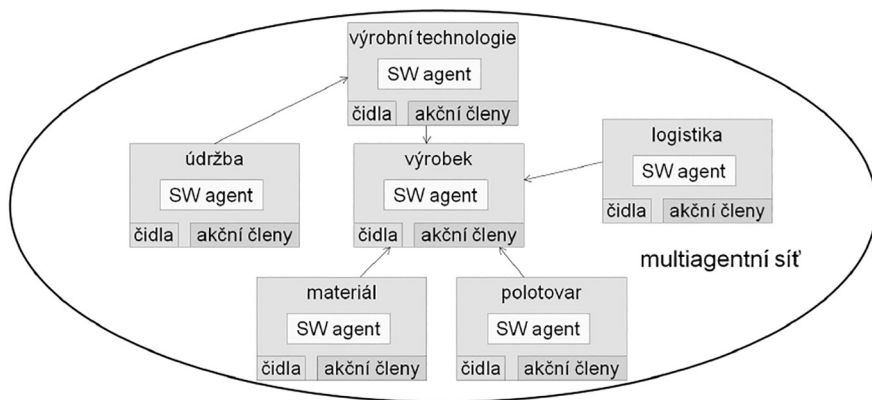 výrobní technologie
SW agent
čidla akční členy
údržba
SW agent
čidla akční členy
výrobek
SW agent
čidla akční členy
logistika
SW agent
čidla akční členy
multiagentní síť
materiál
SW agent
čidla akční členy
polotovar
SW agent
čidla akční členy